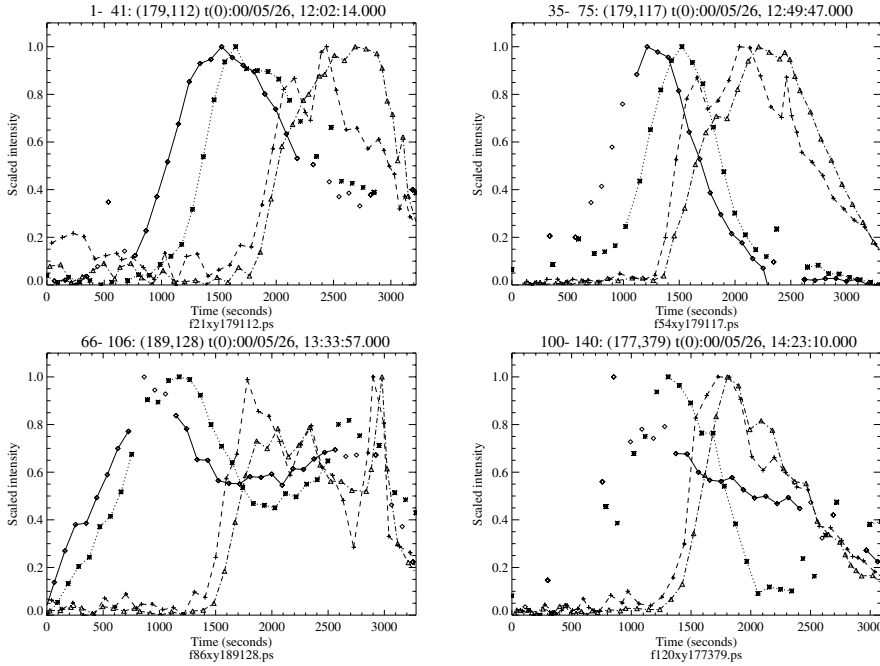 1- 41: (179,112) t(0):00/05/26, 12:02:14.000
1.0
0.8
0.6
0.4
0.2
0.0
Scaled intensity
0 500 1000 1500 2000 2500 3000
Time (seconds)
f21xy179112.ps
35- 75: (179,117) t(0):00/05/26, 12:49:47.000
1.0
0.8
0.6
0.4
0.2
0.0
Scaled intensity
0 500 1000 1500 2000 2500 3000
Time (seconds)
f54xy179117.ps
66- 106: (189,128) t(0):00/05/26, 13:33:57.000
1.0
0.8
0.6
0.4
0.2
0.0
Scaled intensity
0 500 1000 1500 2000 2500 3000
Time (seconds)
f86xy189128.ps
100- 140: (177,379) t(0):00/05/26, 14:23:10.000
1.0
0.8
0.6
0.4
0.2
0.0
Scaled intensity
0 500 1000 1500 2000 2500 3000
Time (seconds)
f120xy177379.ps